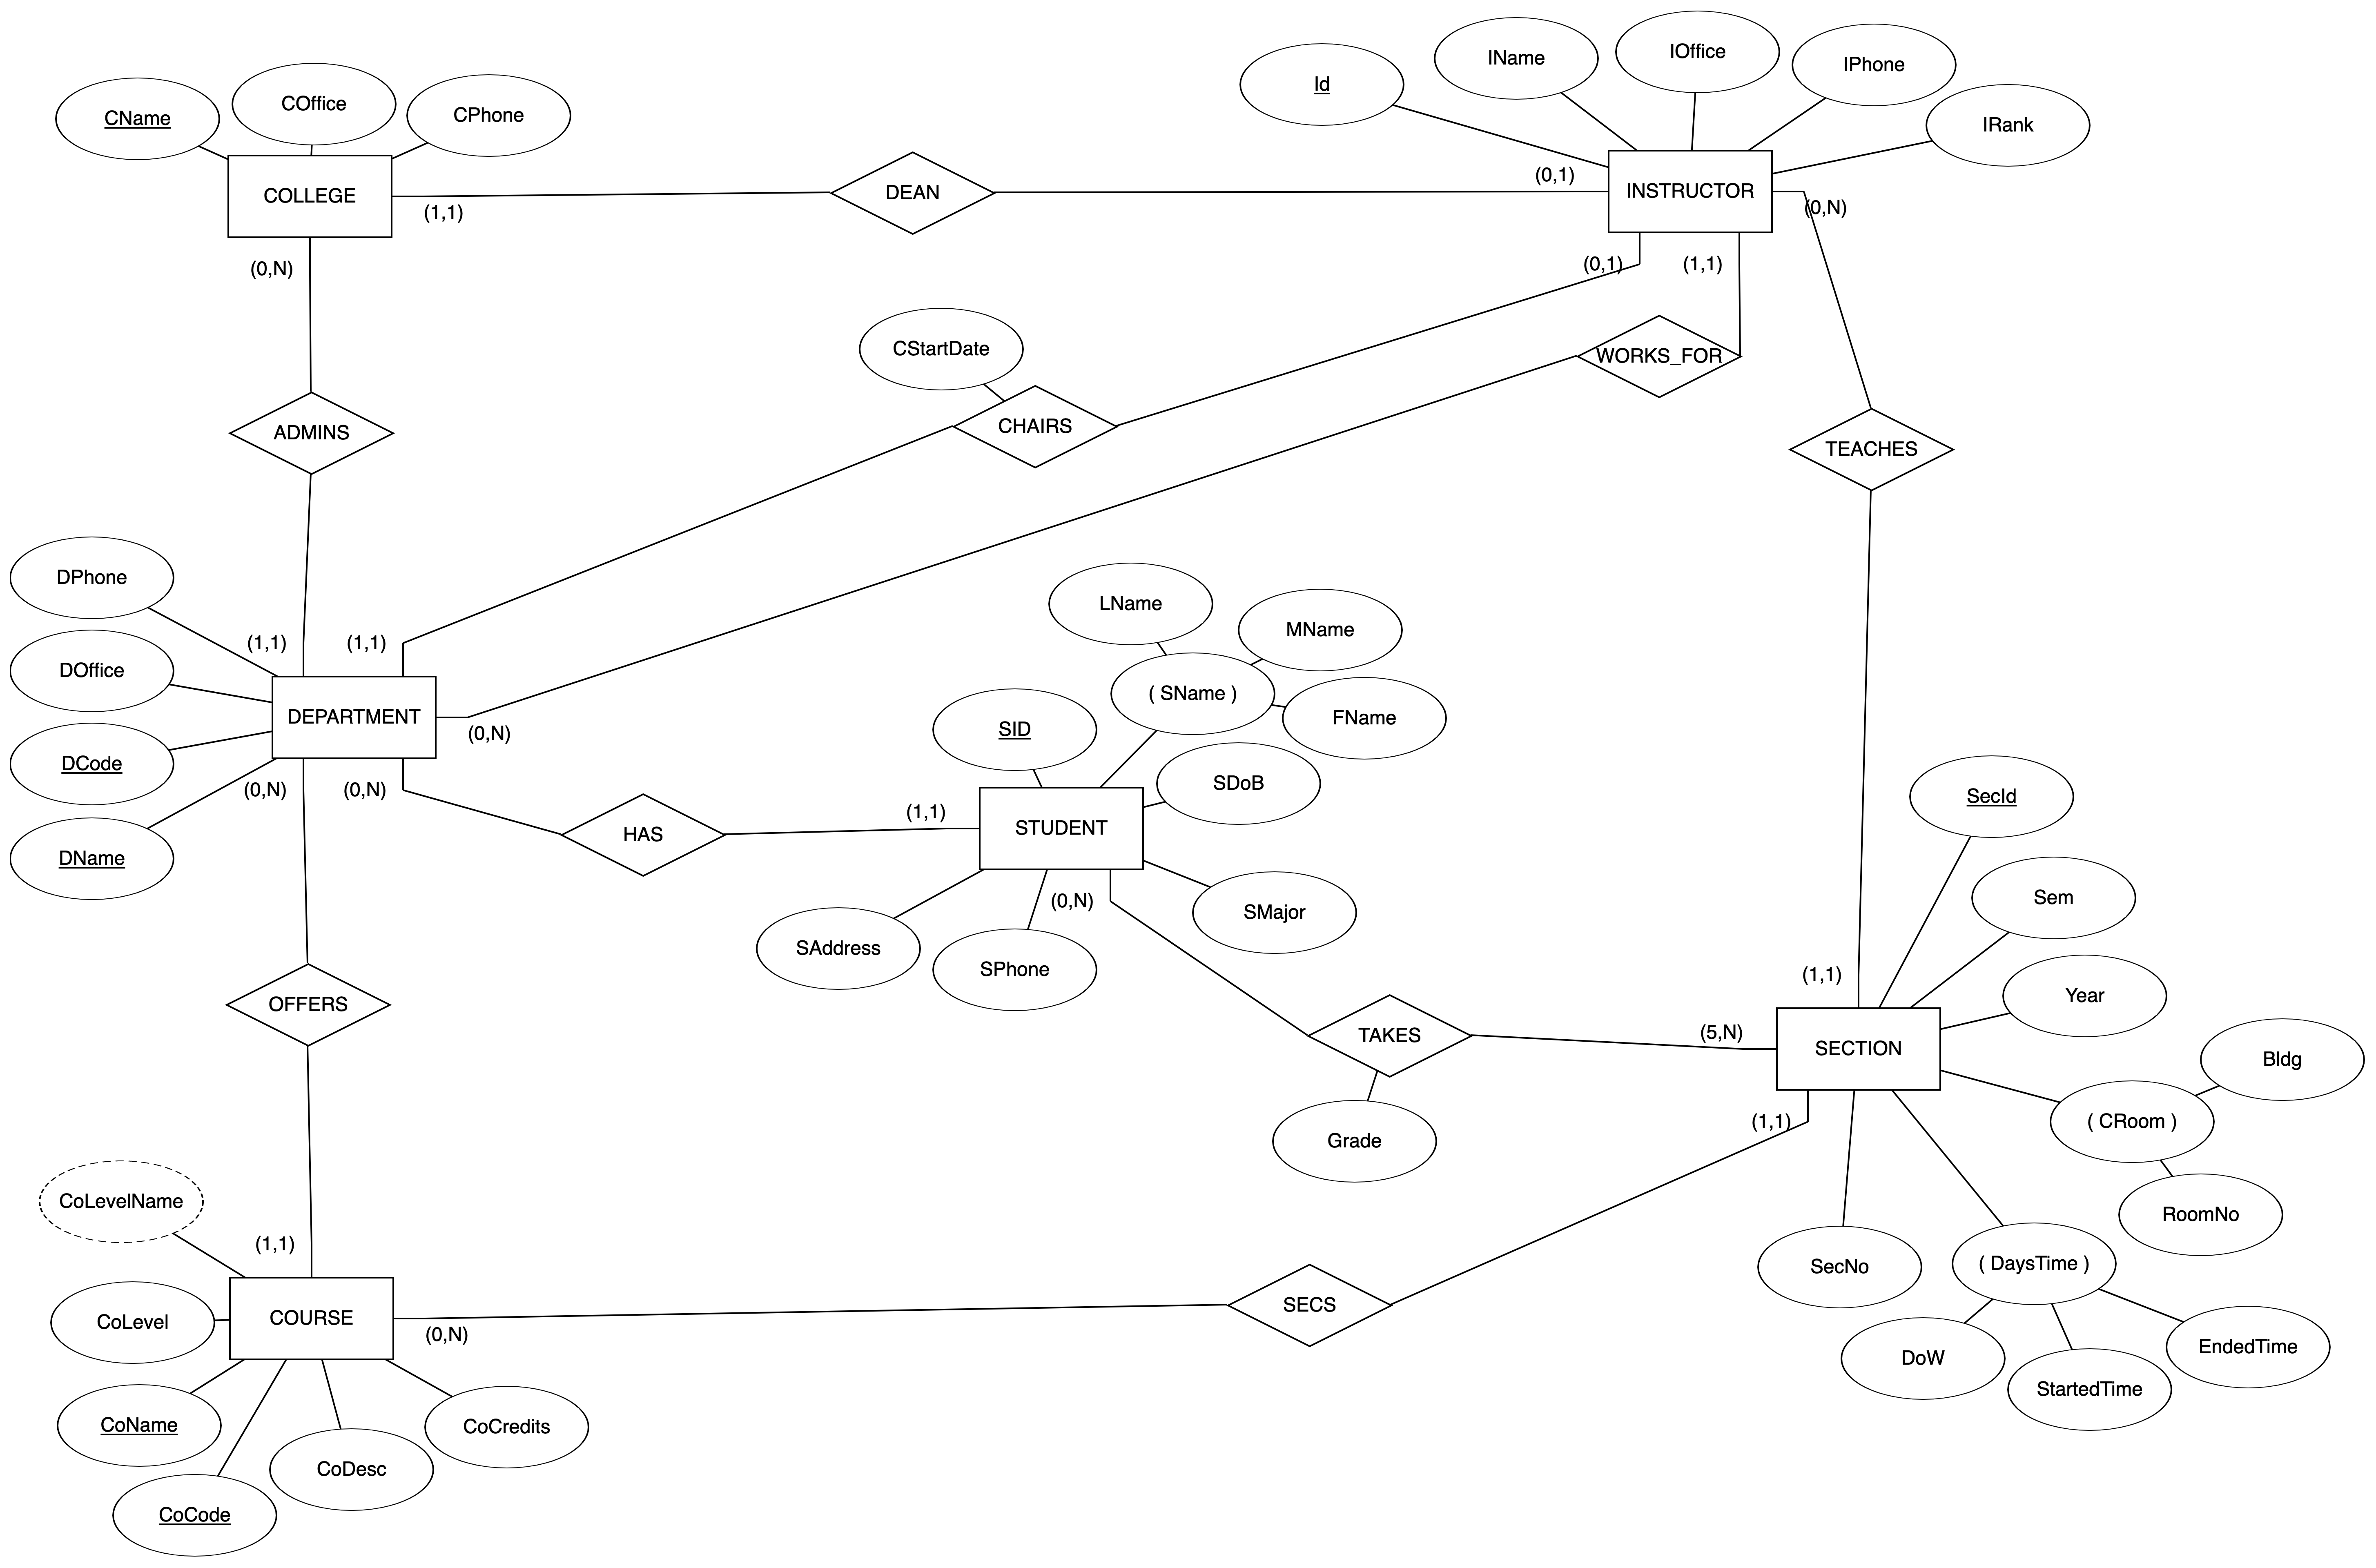 IOffice
IName
IPhone
Id
COffice
CPhone
CName
IRank
COLLEGE
DEAN
INSTRUCTOR
(0,1)
(1,1)
(0,N)
(0,N)
(0,1)
(1,1)
CStartDate
WORKS_FOR
CHAIRS
ADMINS
TEACHES
DPhone
LName
MName
(1,1)
(1,1)
DOffice
( SName )
DEPARTMENT
FName
(0,N)
SID
DCode
SDoB
(0,N)
(0,N)
SecId
(1,1)
HAS
STUDENT
DName
(0,N)
SMajor
Sem
SAddress
SPhone
(1,1)
Year
OFFERS
TAKES
(5,N)
SECTION
Bldg
(1,1)
( CRoom )
Grade
CoLevelName
RoomNo
(1,1)
SecNo
( DaysTime )
SECS
CoLevel
COURSE
(0,N)
EndedTime
DoW
StartedTime
CoName
CoCredits
CoDesc
CoCode